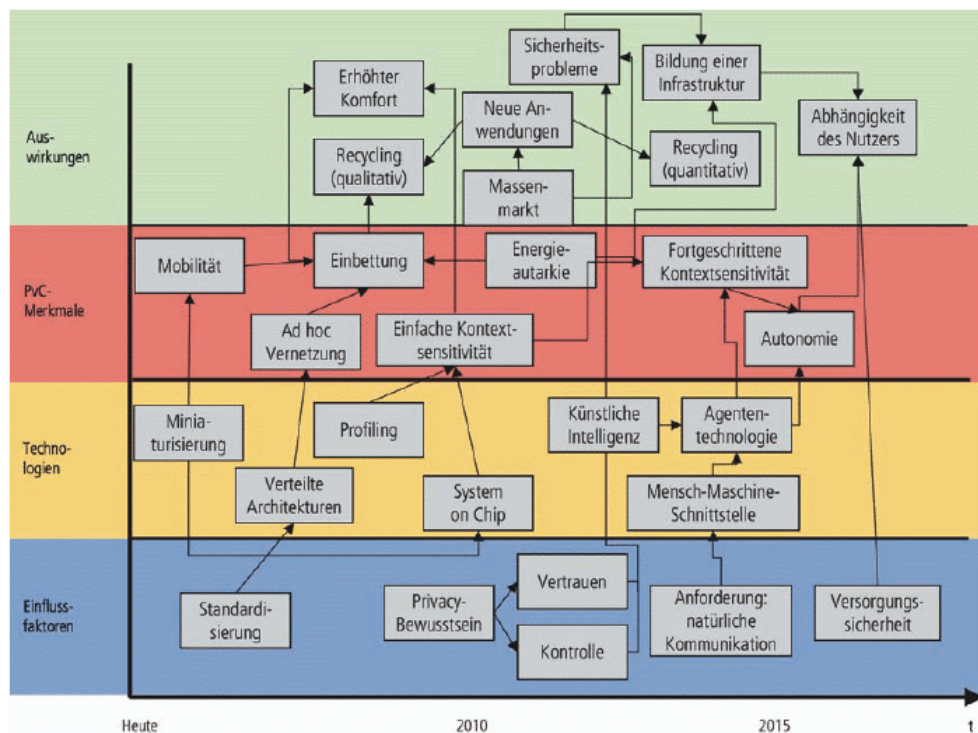 Aus-
wirkungen
Erhöhter
Komfort
Recycling
(qualitativ)
Neue An-
wendungen
Massen-
markt
Sicherheits-
probleme
Bildung einer
Infrastruktur
Recycling
(quantitativ)
Abhängigkeit
des Nutzers
PvC-
Merkmale
Mobilität
Einbettung
Energie-
autarkie
Fortgeschrittene
Kontextsensitivität
Ad hoc
Vernetzung
Einfache Kontext-
sensitivität
Autonomie
Techno-
logien
Minia-
turisierung
Profiling
Künstliche
Intelligenz
Agenten-
technologie
Verteilte
Architekturen
System
on Chip
Mensch-Maschine-
Schnittstelle
Einfluss-
faktoren
Standardi-
sierung
Privacy-
Bewusstsein
Vertrauen
Kontrolle
Anforderung:
natürliche
Kommunikation
Versorgungs-
sicherheit
Heute
2010
2015
t